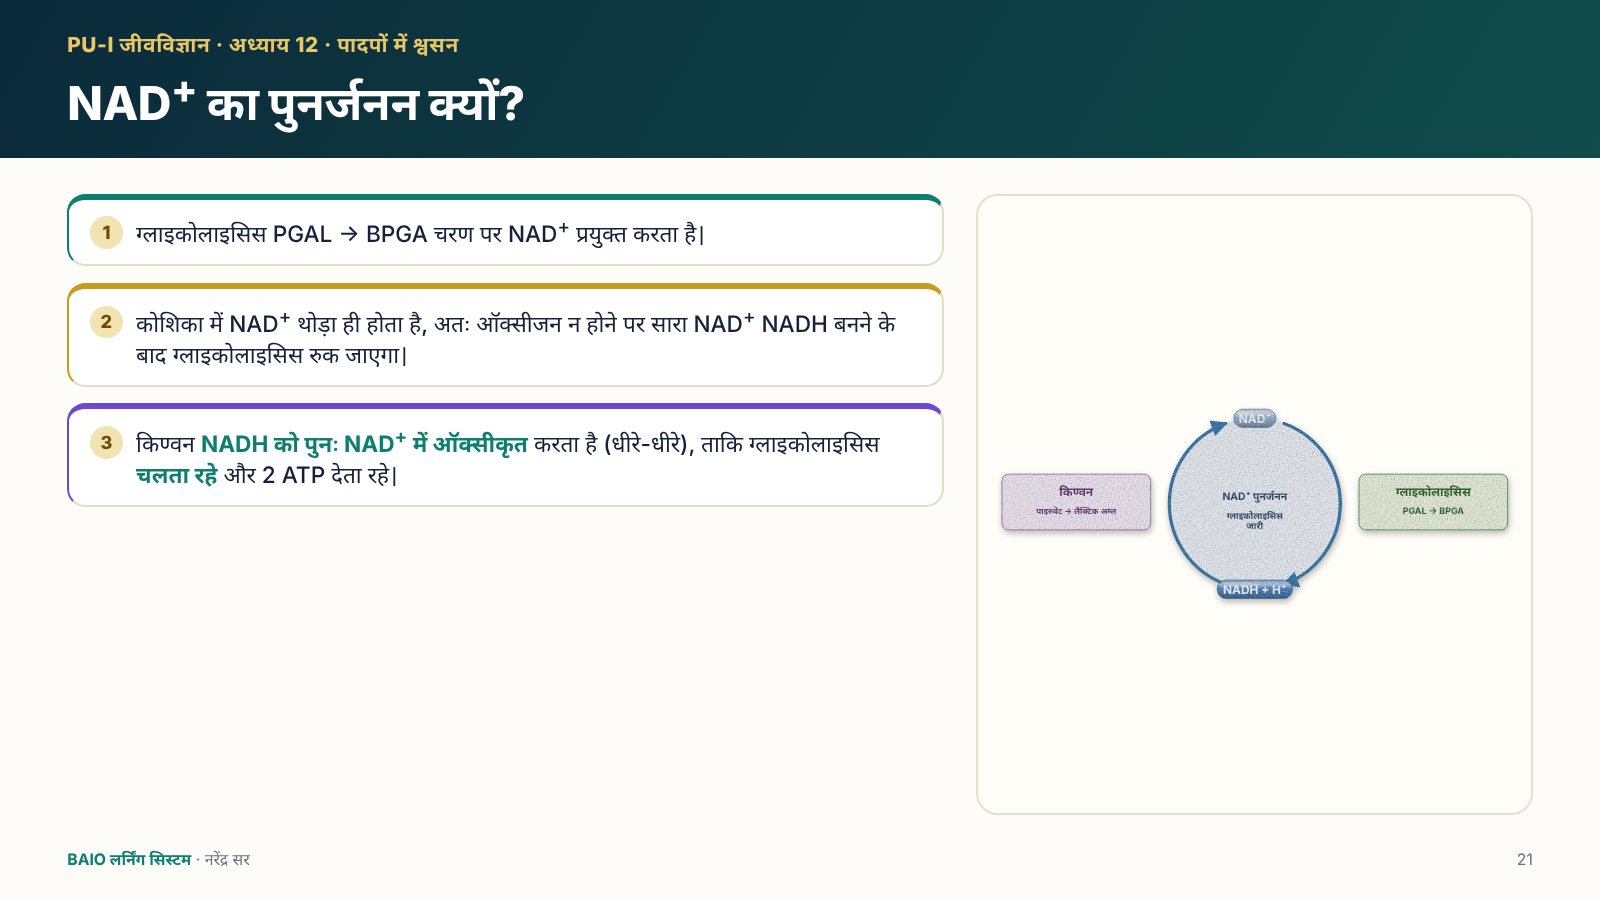 PU-I जीवविज्ञान · अध्याय 12 · पादपों में श्वसन
NAD⁺ का पुनर्जनन क्यों?
1 ग्लाइकोलाइसिस PGAL → BPGA चरण पर NAD⁺ प्रयुक्त करता है|
2 कोशिका में NAD⁺ थोड़ा ही होता है, अतः ऑक्सीजन न होने पर सारा NAD⁺ NADH बनने के
बाद ग्लाइकोलाइसिस रुक जाएगा|
3 किण्वन NADH को पुनः NAD⁺ में ऑक्सीकृत करता है (धीरे-धीरे), ताकि ग्लाइकोलाइसिस
चलता रहे और 2 ATP देता रहे|
NAD⁺
किण्वन
पाइरुवेट → लैक्टिक अम्ल
NAD⁺ पुनर्जनन
ग्लाइकोलाइसिस
जारी
ग्लाइकोलाइसिस
PGAL → BPGA
NADH + H⁺
BAIO लर्निंग सिस्टम · नरेंद्र सर
21